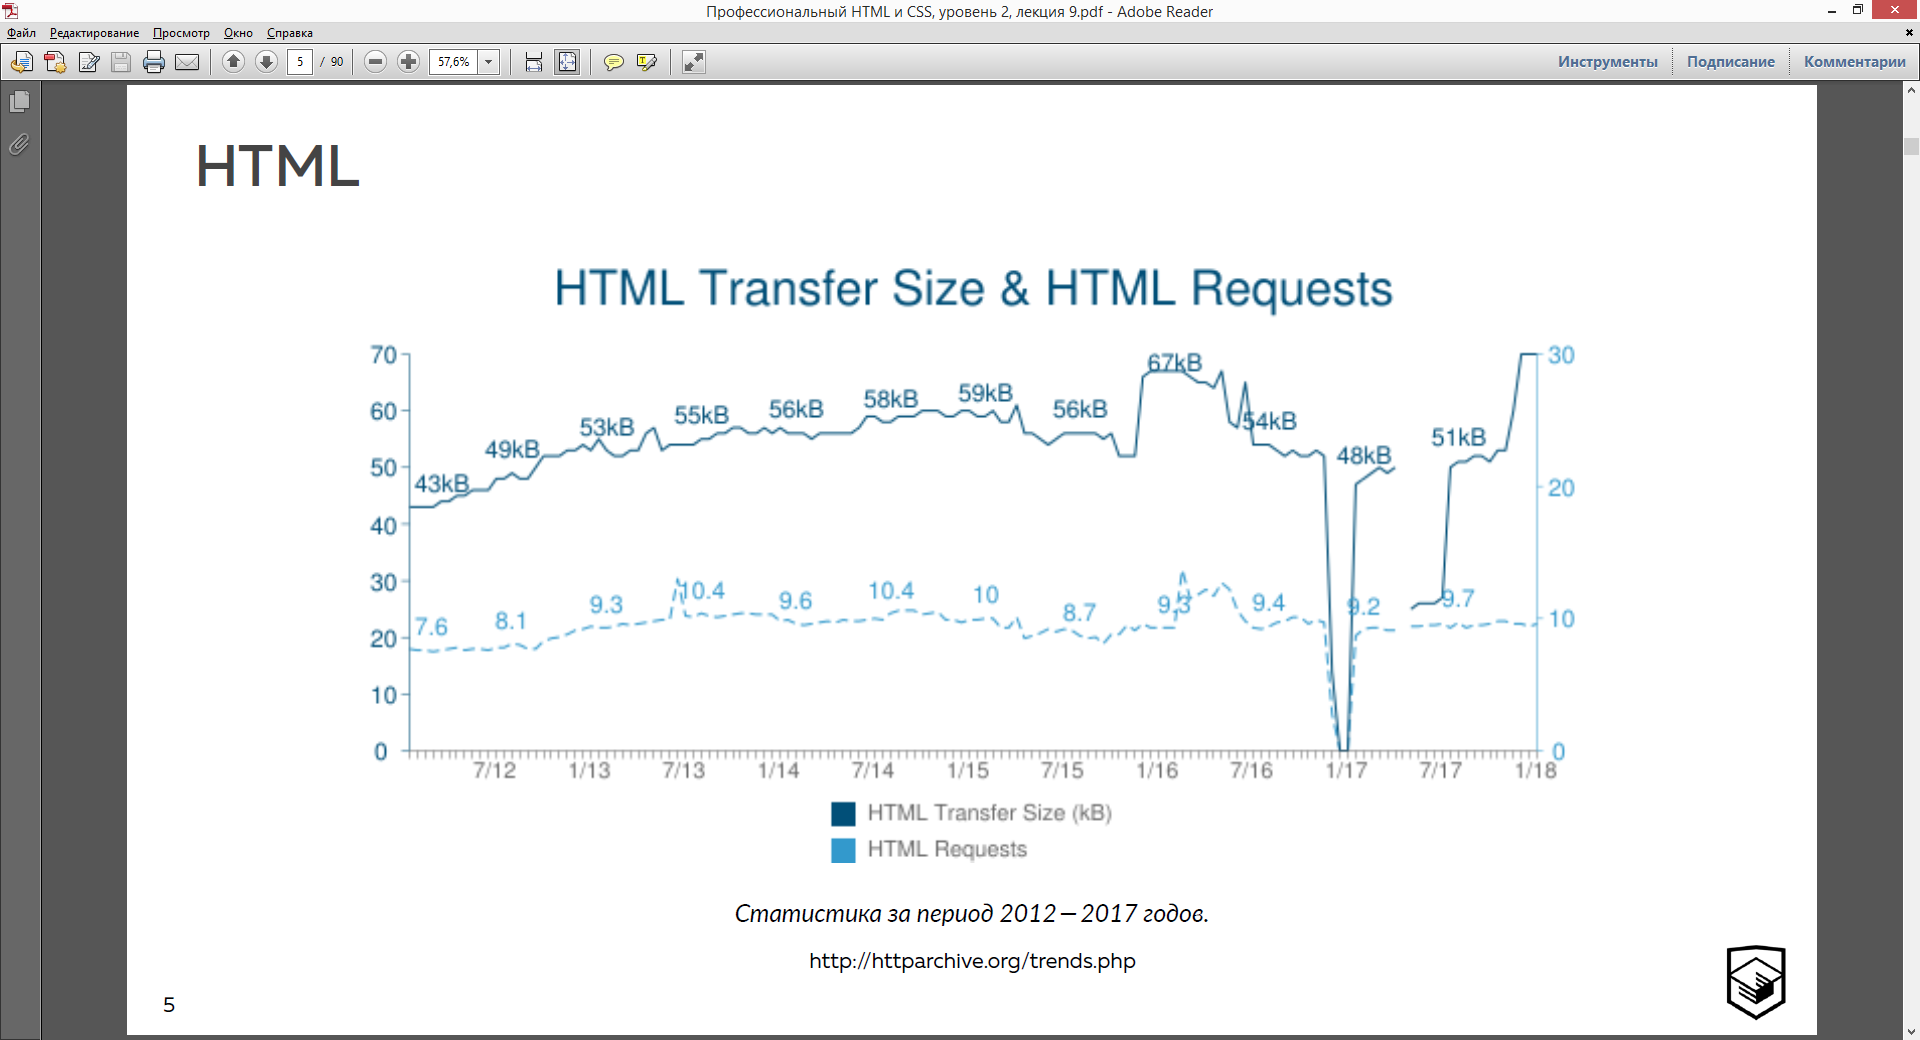 Профессиональный HTML и CSS, уровень 2, лекция 9.pdf - Adobe Reader
Файл Редактирование Просмотр Окно Справка
5 / 90 57,6% Инструменты Подписание Комментарии
HTML
HTML Transfer Size & HTML Requests
70 30
67kB
60 53kB 55kB 56kB 58kB 59kB 56kB 54kB
43kB 49kB 48kB 51kB
50 20
40
30
7.6 8.1 9.3 10.4 9.6 10.4 10 8.7 9.3 9.4 9.2 9.7
20 10
10
0 0
7/12 1/13 7/13 1/14 7/14 1/15 7/15 1/16 7/16 1/17 7/17 1/18
HTML Transfer Size (kB)
HTML Requests
Статистика за период 2012 — 2017 годов.
http://httparchive.org/trends.php
5